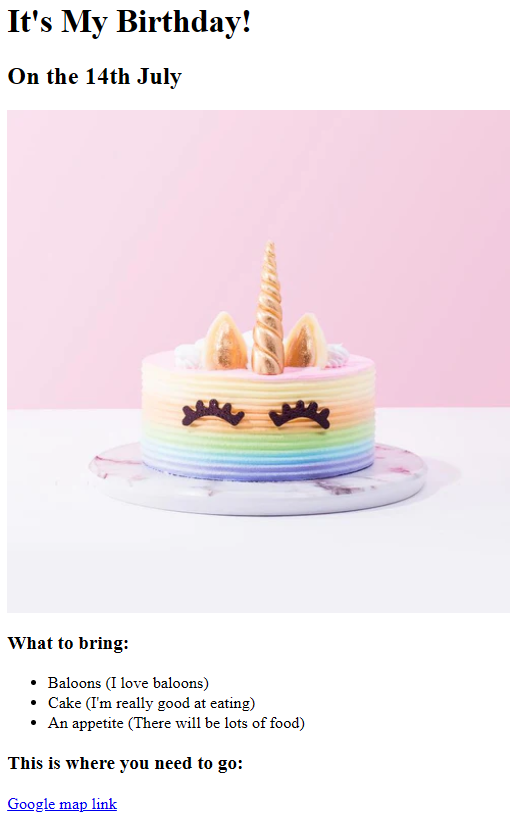 It's My Birthday!
On the 14th July
What to bring:
Baloons (I love baloons)
Cake (I'm really good at eating)
An appetite (There will be lots of food)
This is where you need to go:
Google map link